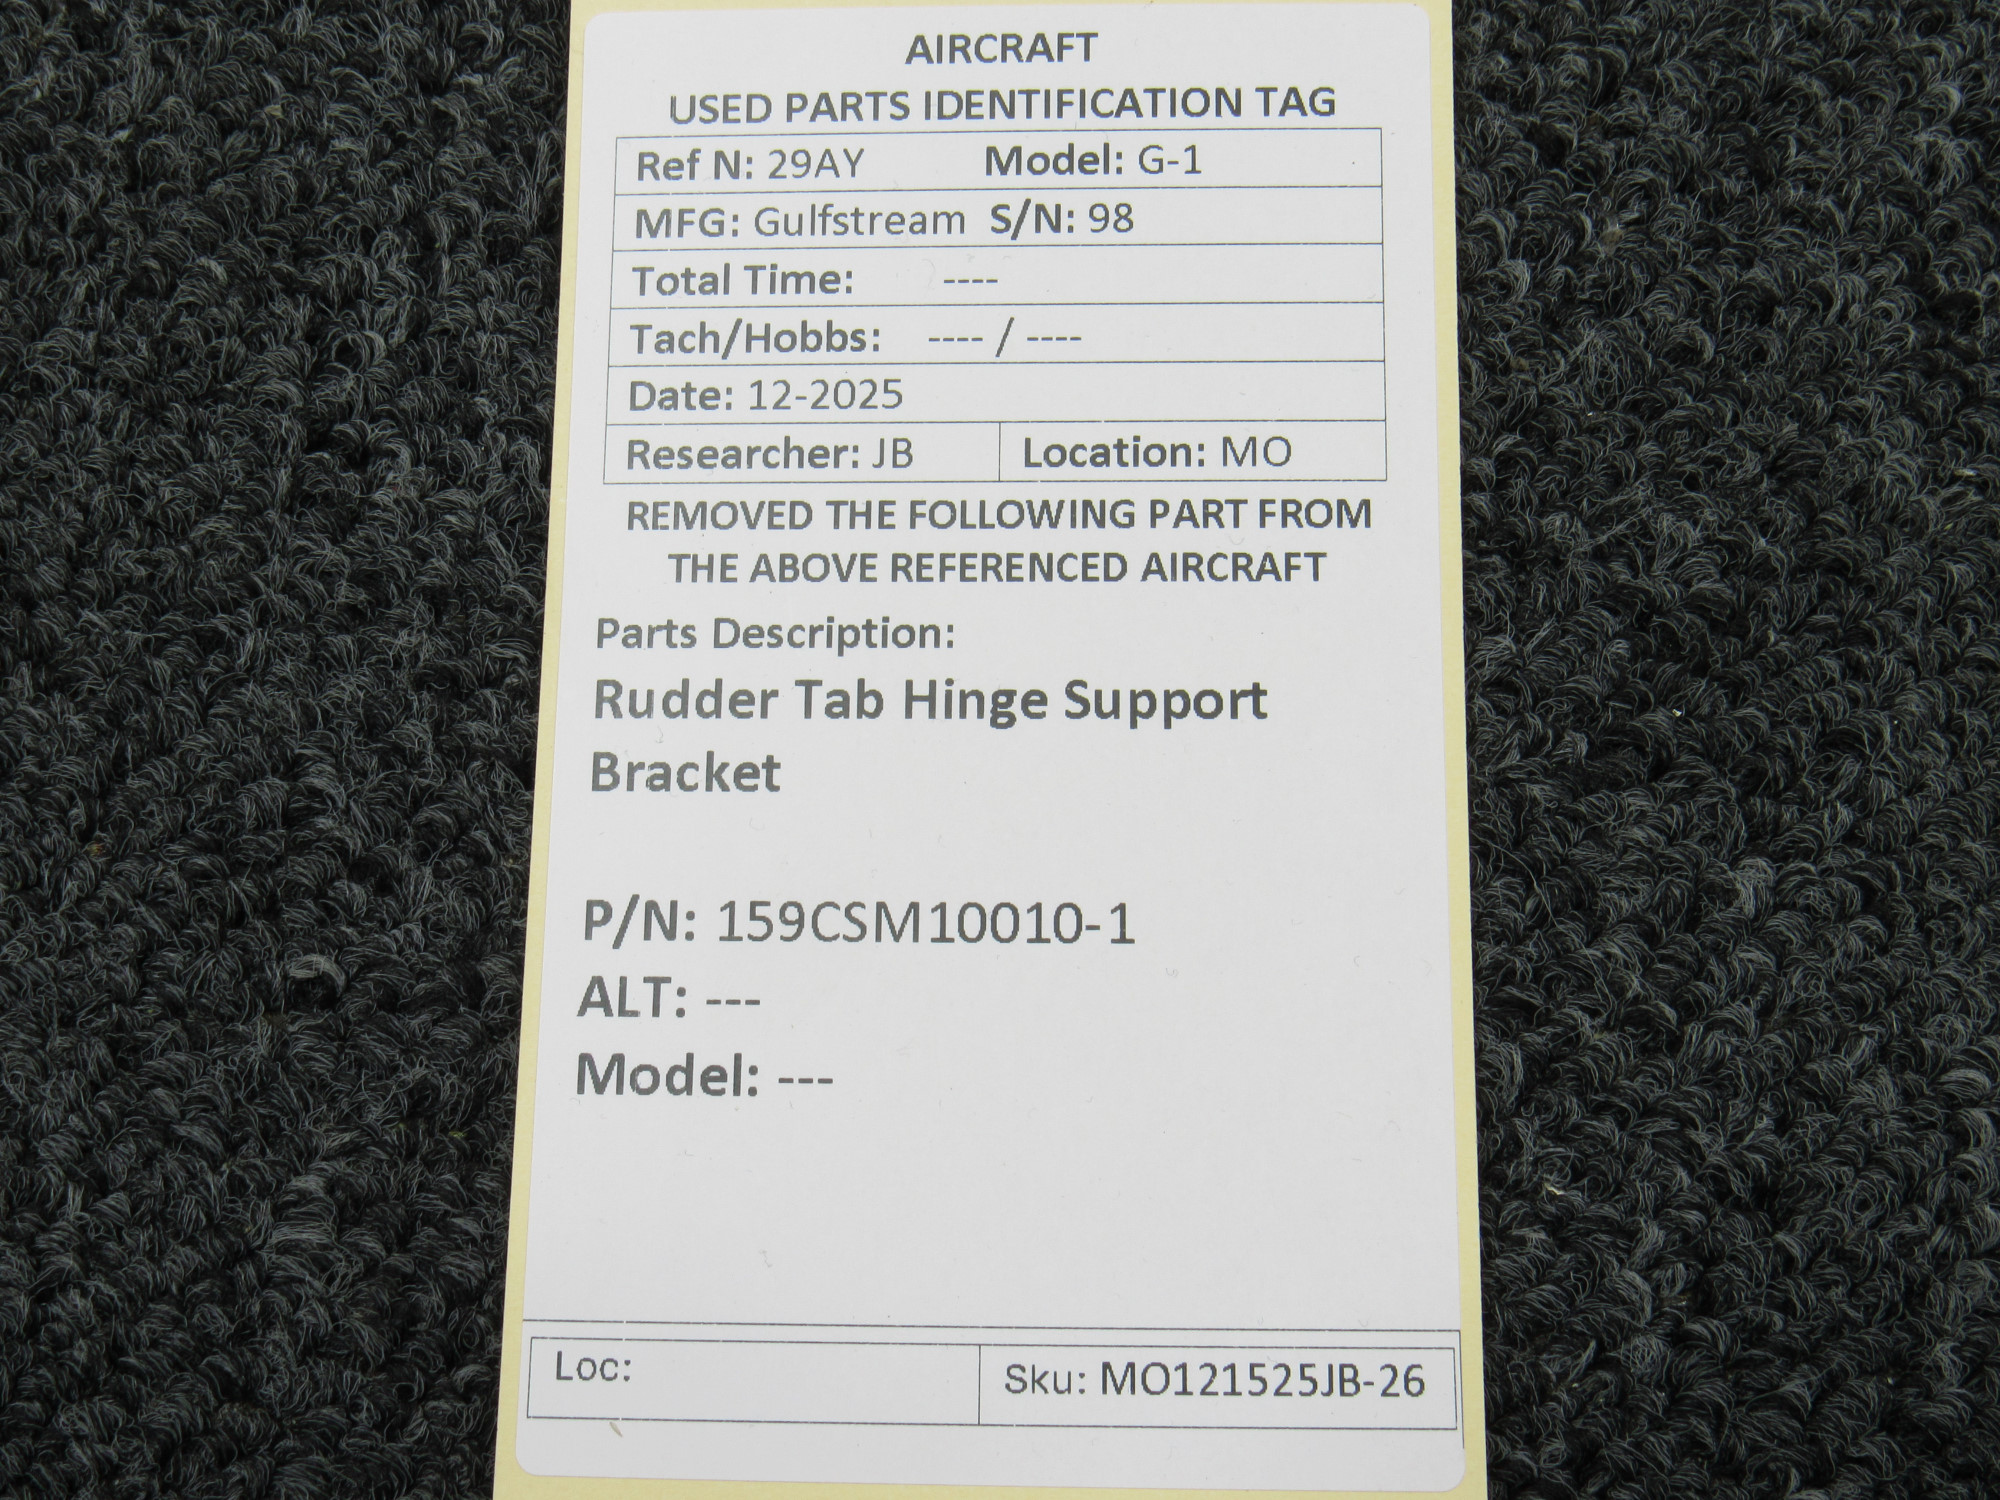 AIRCRAFT
USED PARTS IDENTIFICATION TAG
Ref N: 29AY Model: G-1
MFG: Gulfstream S/N: 98
Total Time: ----
Tach/Hobbs: ---- / ----
Date: 12-2025
Researcher: JB Location: MO
REMOVED THE FOLLOWING PART FROM
THE ABOVE REFERENCED AIRCRAFT
Parts Description:
Rudder Tab Hinge Support
Bracket
P/N: 159CSM10010-1
ALT: ---
Model: ---
Loc: Sku: MO121525JB-26